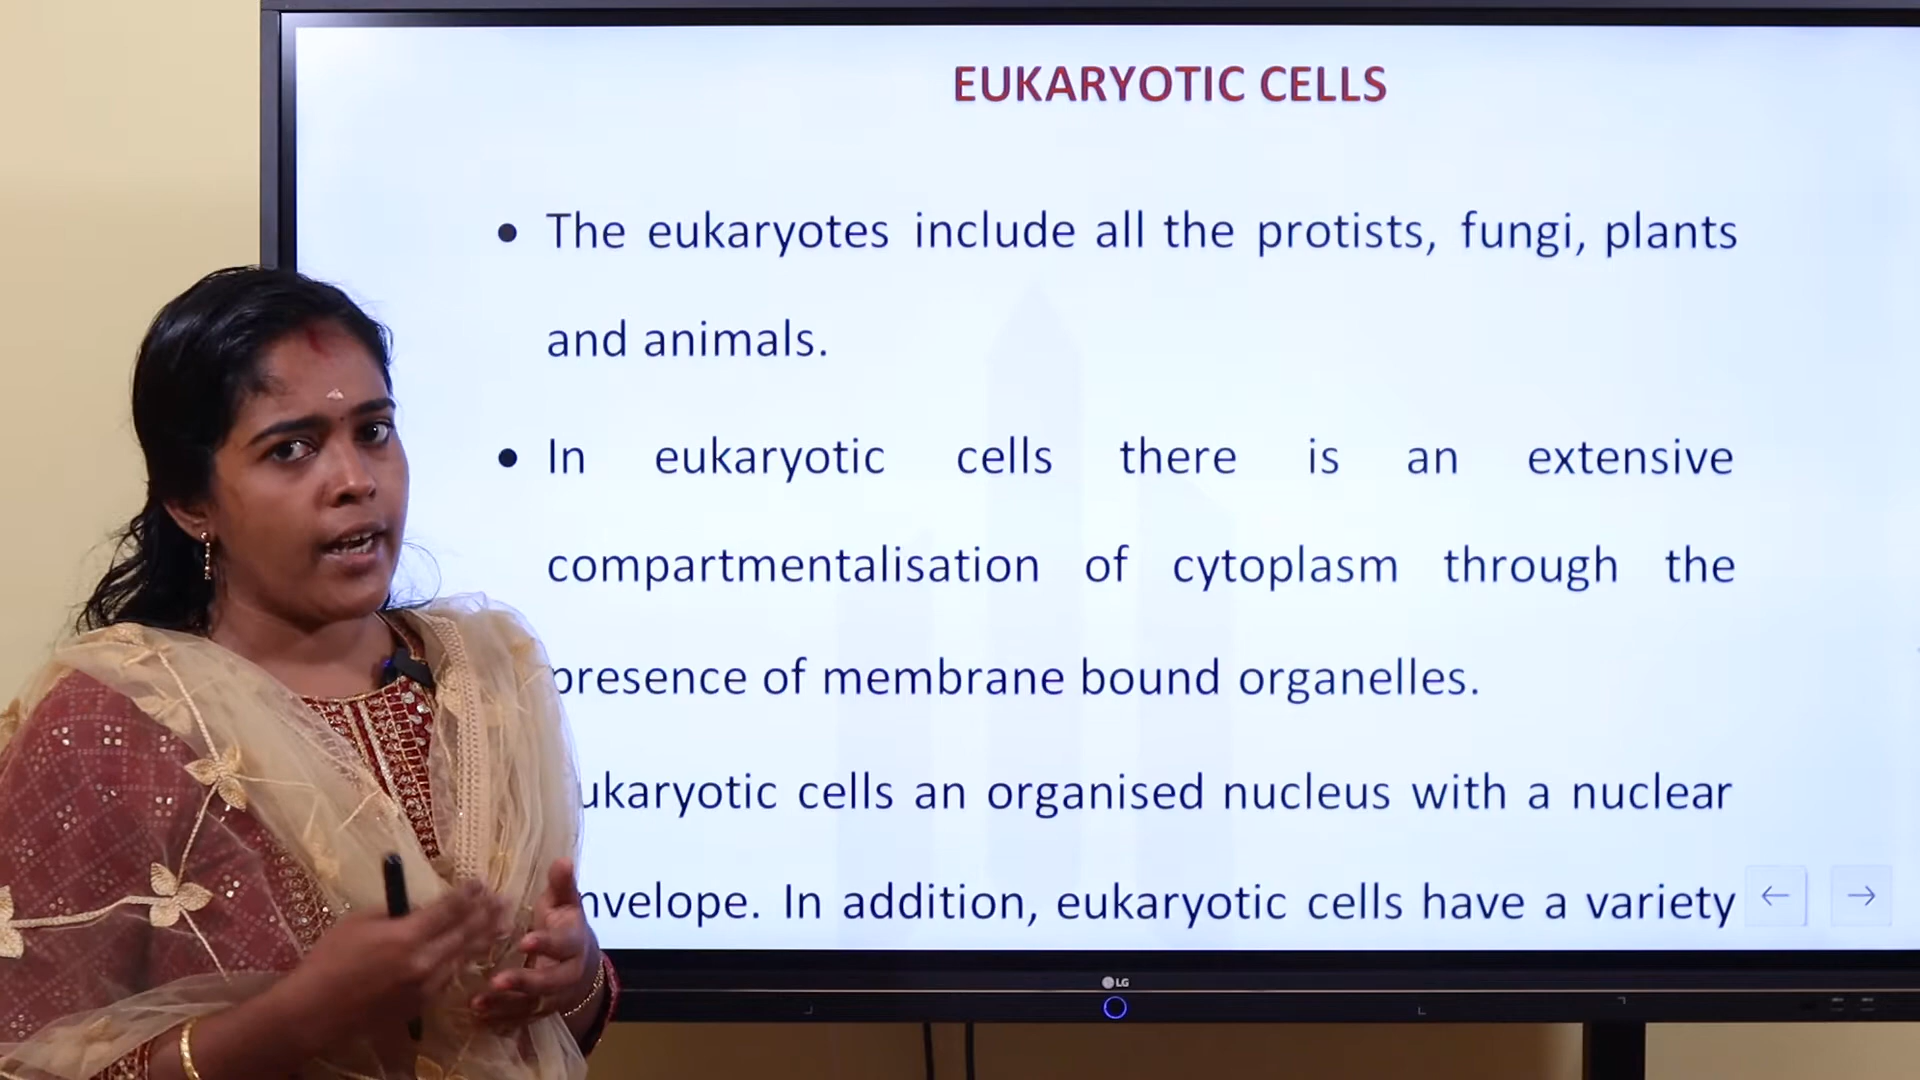 EUKARYOTIC CELLS
• The eukaryotes include all the protists, fungi, plants
and animals.
• In eukaryotic cells there is an extensive
compartmentalisation of cytoplasm through the
presence of membrane bound organelles.
cells an organised nucleus with a nuclear
In addition, eukaryotic cells have a variety
LG